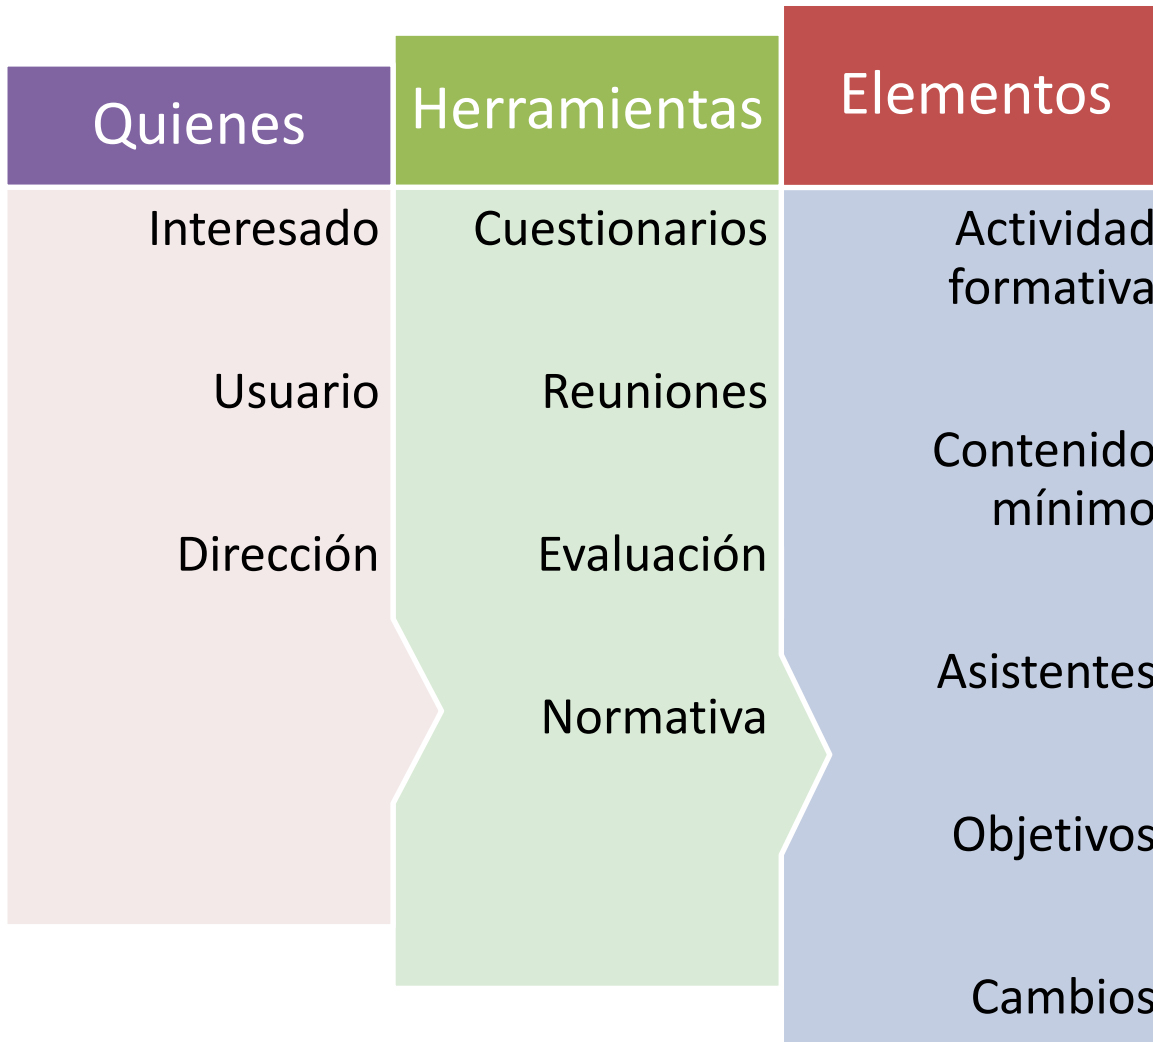 Quienes
Interesado
Usuario
Dirección
Herramientas
Cuestionarios
Reuniones
Evaluación
Normativa
Elementos
Actividad
formativa
Contenido
mínimo
Asistentes
Objetivos
Cambios